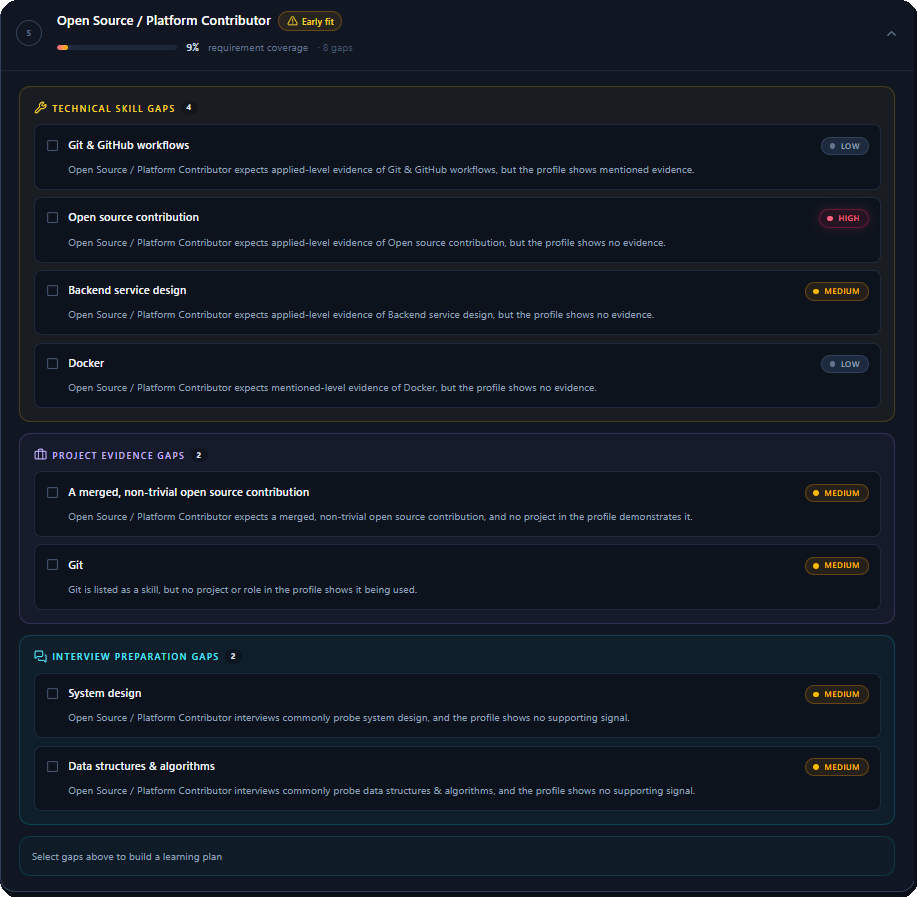 5
Open Source / Platform Contributor Early fit
9% requirement coverage · 8 gaps
TECHNICAL SKILL GAPS 4
Git & GitHub workflows LOW
Open Source / Platform Contributor expects applied-level evidence of Git & GitHub workflows, but the profile shows mentioned evidence.
Open source contribution HIGH
Open Source / Platform Contributor expects applied-level evidence of Open source contribution, but the profile shows no evidence.
Backend service design MEDIUM
Open Source / Platform Contributor expects applied-level evidence of Backend service design, but the profile shows no evidence.
Docker LOW
Open Source / Platform Contributor expects mentioned-level evidence of Docker, but the profile shows no evidence.
PROJECT EVIDENCE GAPS 2
A merged, non-trivial open source contribution MEDIUM
Open Source / Platform Contributor expects a merged, non-trivial open source contribution, and no project in the profile demonstrates it.
Git MEDIUM
Git is listed as a skill, but no project or role in the profile shows it being used.
INTERVIEW PREPARATION GAPS 2
System design MEDIUM
Open Source / Platform Contributor interviews commonly probe system design, and the profile shows no supporting signal.
Data structures & algorithms MEDIUM
Open Source / Platform Contributor interviews commonly probe data structures & algorithms, and the profile shows no supporting signal.
Select gaps above to build a learning plan